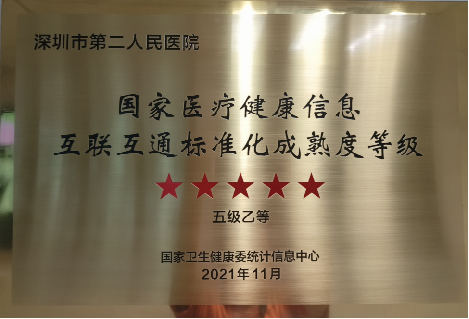 深圳市第二人民医院
国家医疗健康信息
互联互通标准化成熟度等级
五级乙等
国家卫生健康委统计信息中心
2021年11月